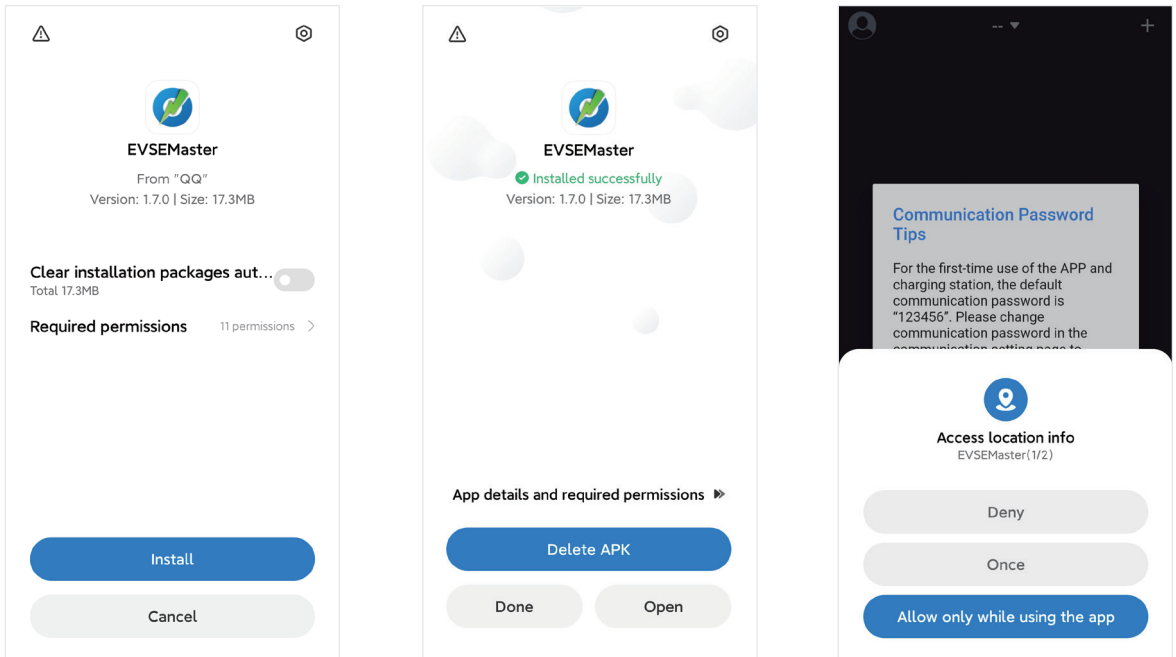 EVSEMaster
From "QQ"
Version: 1.7.0 | Size: 17.3MB
Clear installation packages aut...
Total 17.3MB
Required permissions 11 permissions
Install
Cancel
EVSEMaster
Installed successfully
Version: 1.7.0 | Size: 17.3MB
App details and required permissions
Delete APK
Done Open
--
Communication Password
Tips
For the first-time use of the APP and
charging station, the default
communication password is
“123456”. Please change
communication password in the
communication setting page to
Access location info
EVSEMaster(1/2)
Deny
Once
Allow only while using the app